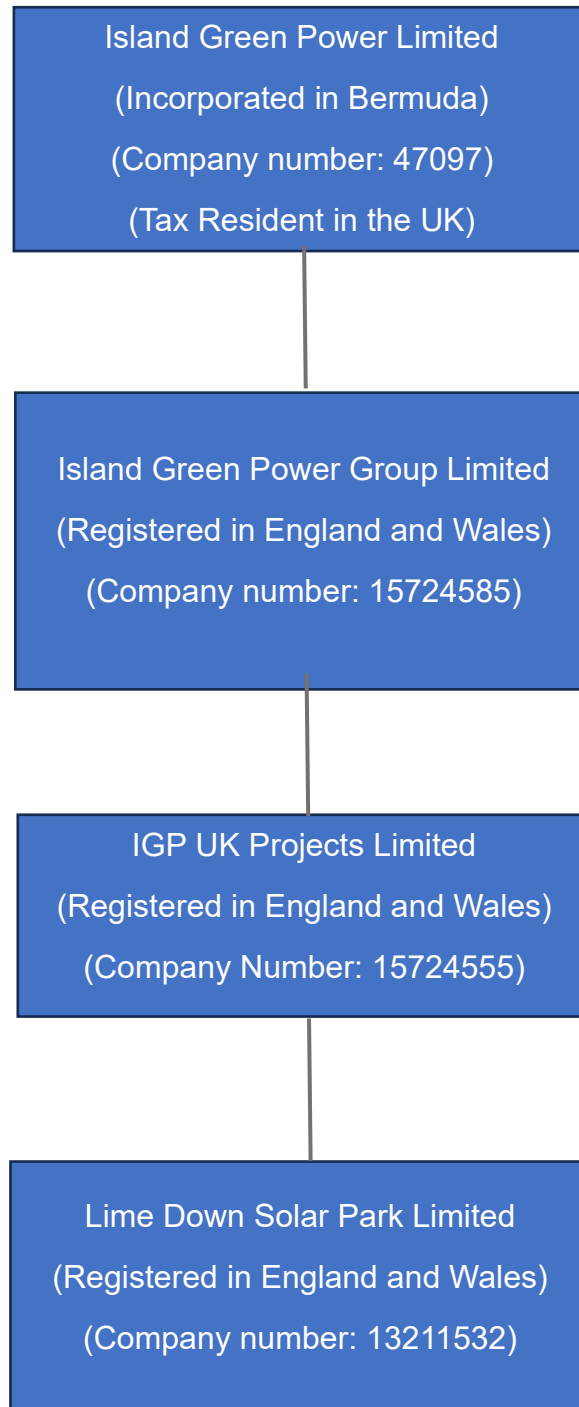 Island Green Power Limited
(Incorporated in Bermuda)
(Company number: 47097)
(Tax Resident in the UK)
Island Green Power Group Limited
(Registered in England and Wales)
(Company number: 15724585)
IGP UK Projects Limited
(Registered in England and Wales)
(Company Number: 15724555)
Lime Down Solar Park Limited
(Registered in England and Wales)
(Company number: 13211532)